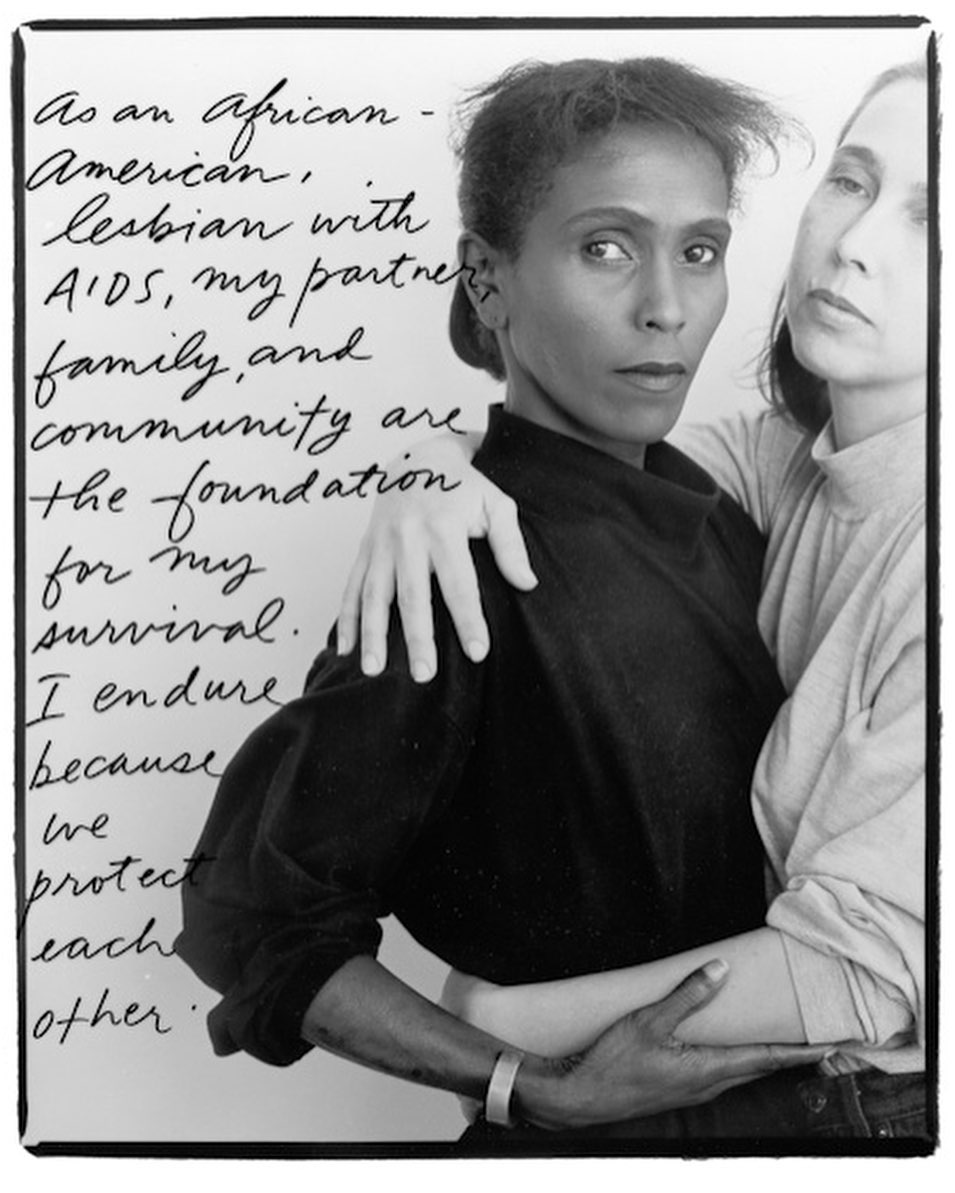 As an African-
American,
lesbian with
AIDS, my partner,
family, and
community are
the foundation
for my
survival.
I endure
because
we
protect
each
other.